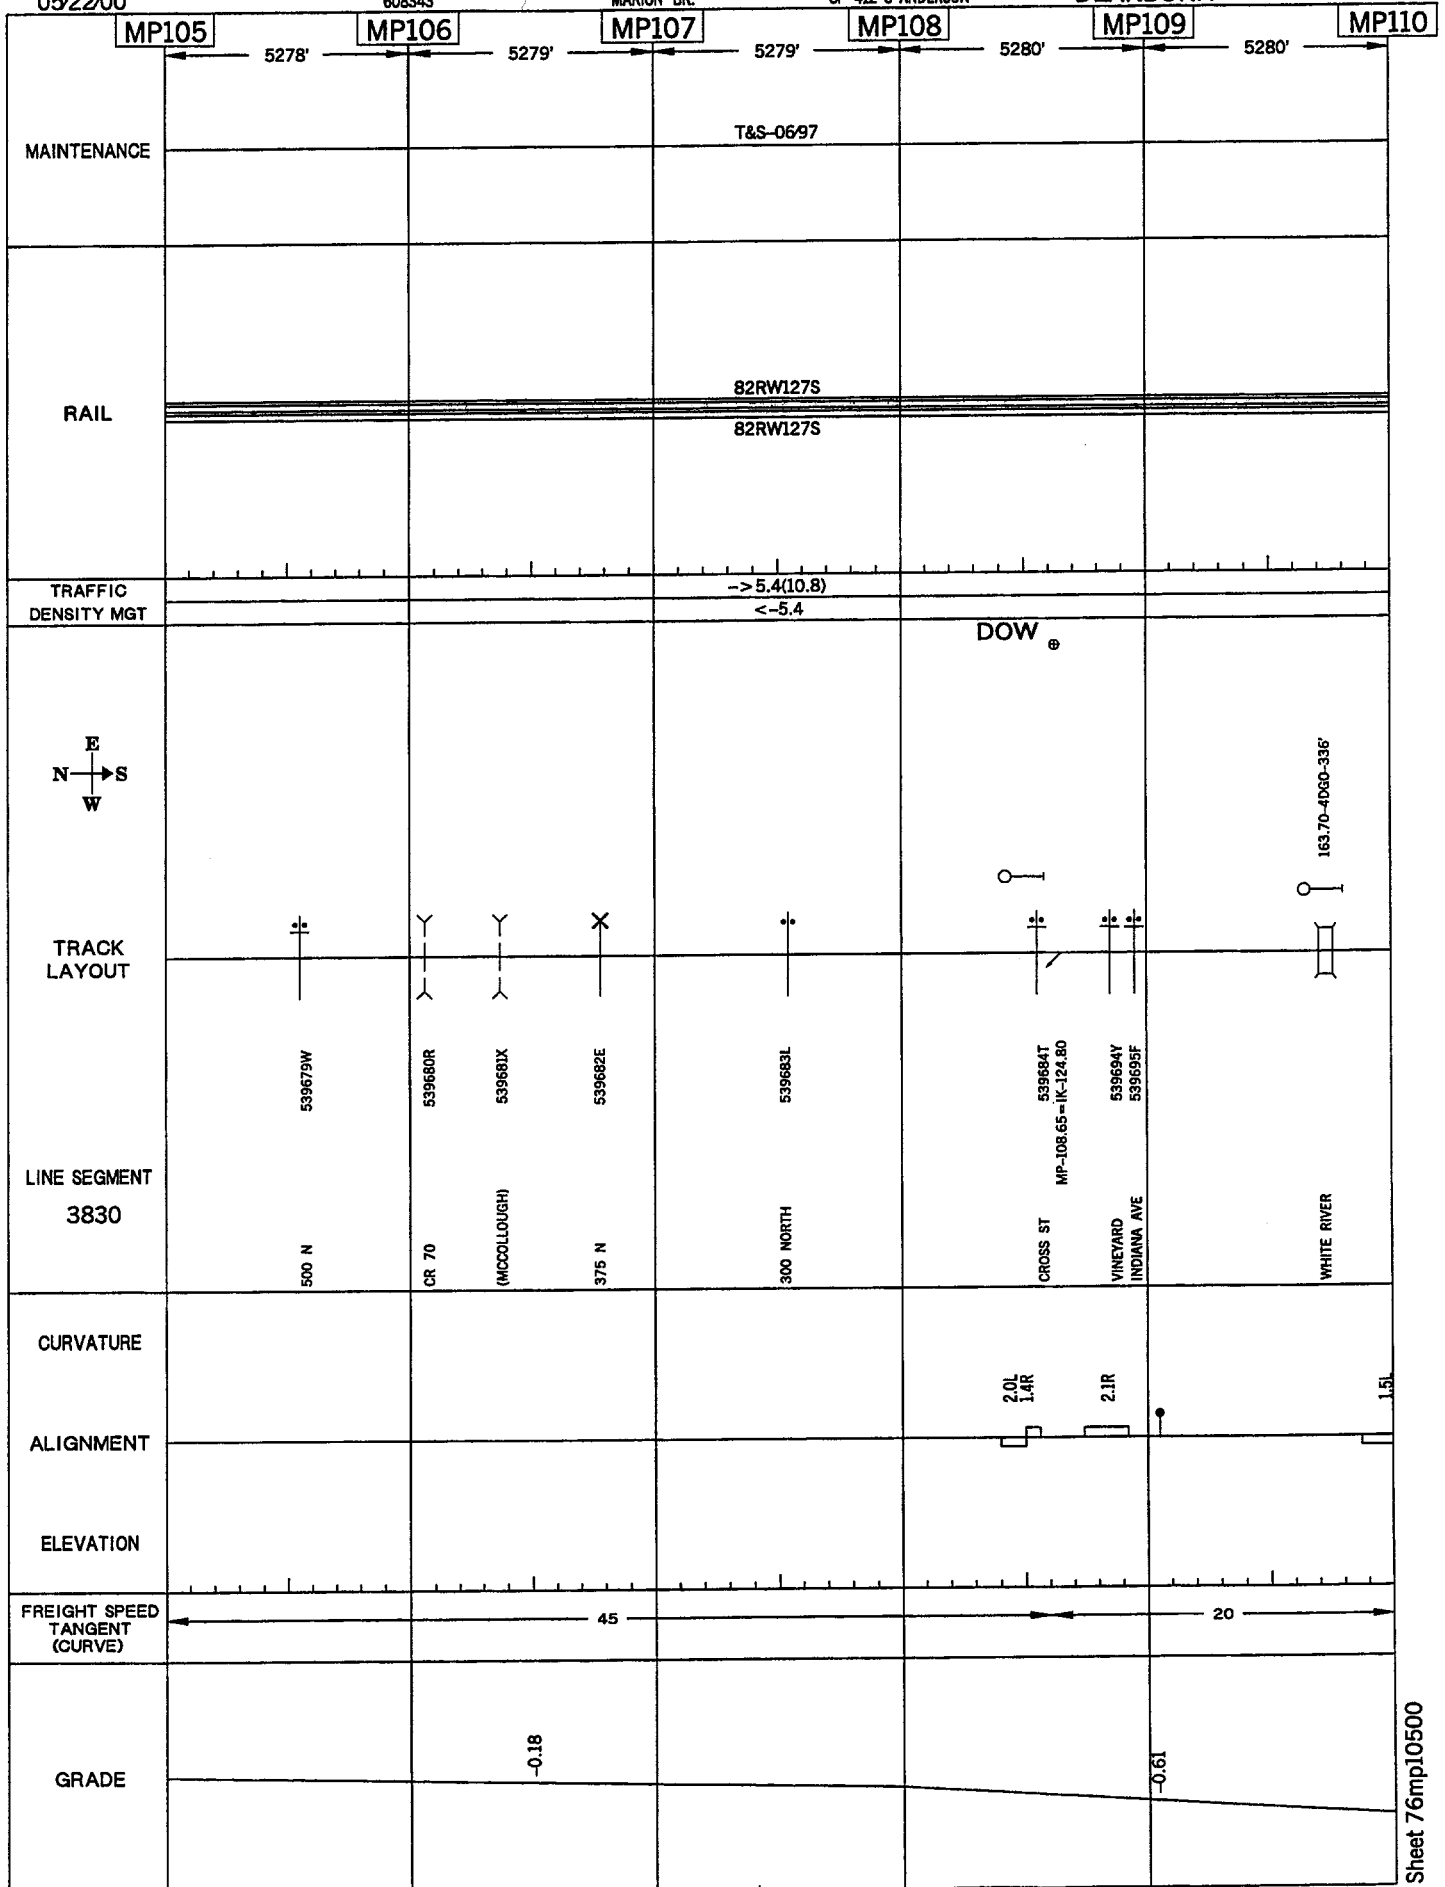 05/22/00
608343
MARION BR.
MP105
MP106
MP107
MP108
MP109
MP110
5278'
5279'
5279'
5280'
5280'
MAINTENANCE
T&S-06/97
RAIL
82RW127S
82RW127S
TRAFFIC
DENSITY MGT
->5.4(10.8)
<-5.4
DOW
E
N S
W
163.70-4DGO-336'
TRACK
LAYOUT
539679W
539680R
539681X
539682E
539683L
539684T
MP-108.65=IK-124.80
539694Y
539695F
LINE SEGMENT
3830
500 N
CR 70
(MCCOLLOUGH)
375 N
300 NORTH
CROSS ST
VINEYARD
INDIANA AVE
WHITE RIVER
CURVATURE
2.0L
1.4R
2.1R
1.5L
ALIGNMENT
ELEVATION
FREIGHT SPEED
TANGENT
(CURVE)
45
20
GRADE
-0.18
-0.61
Sheet 76mp10500